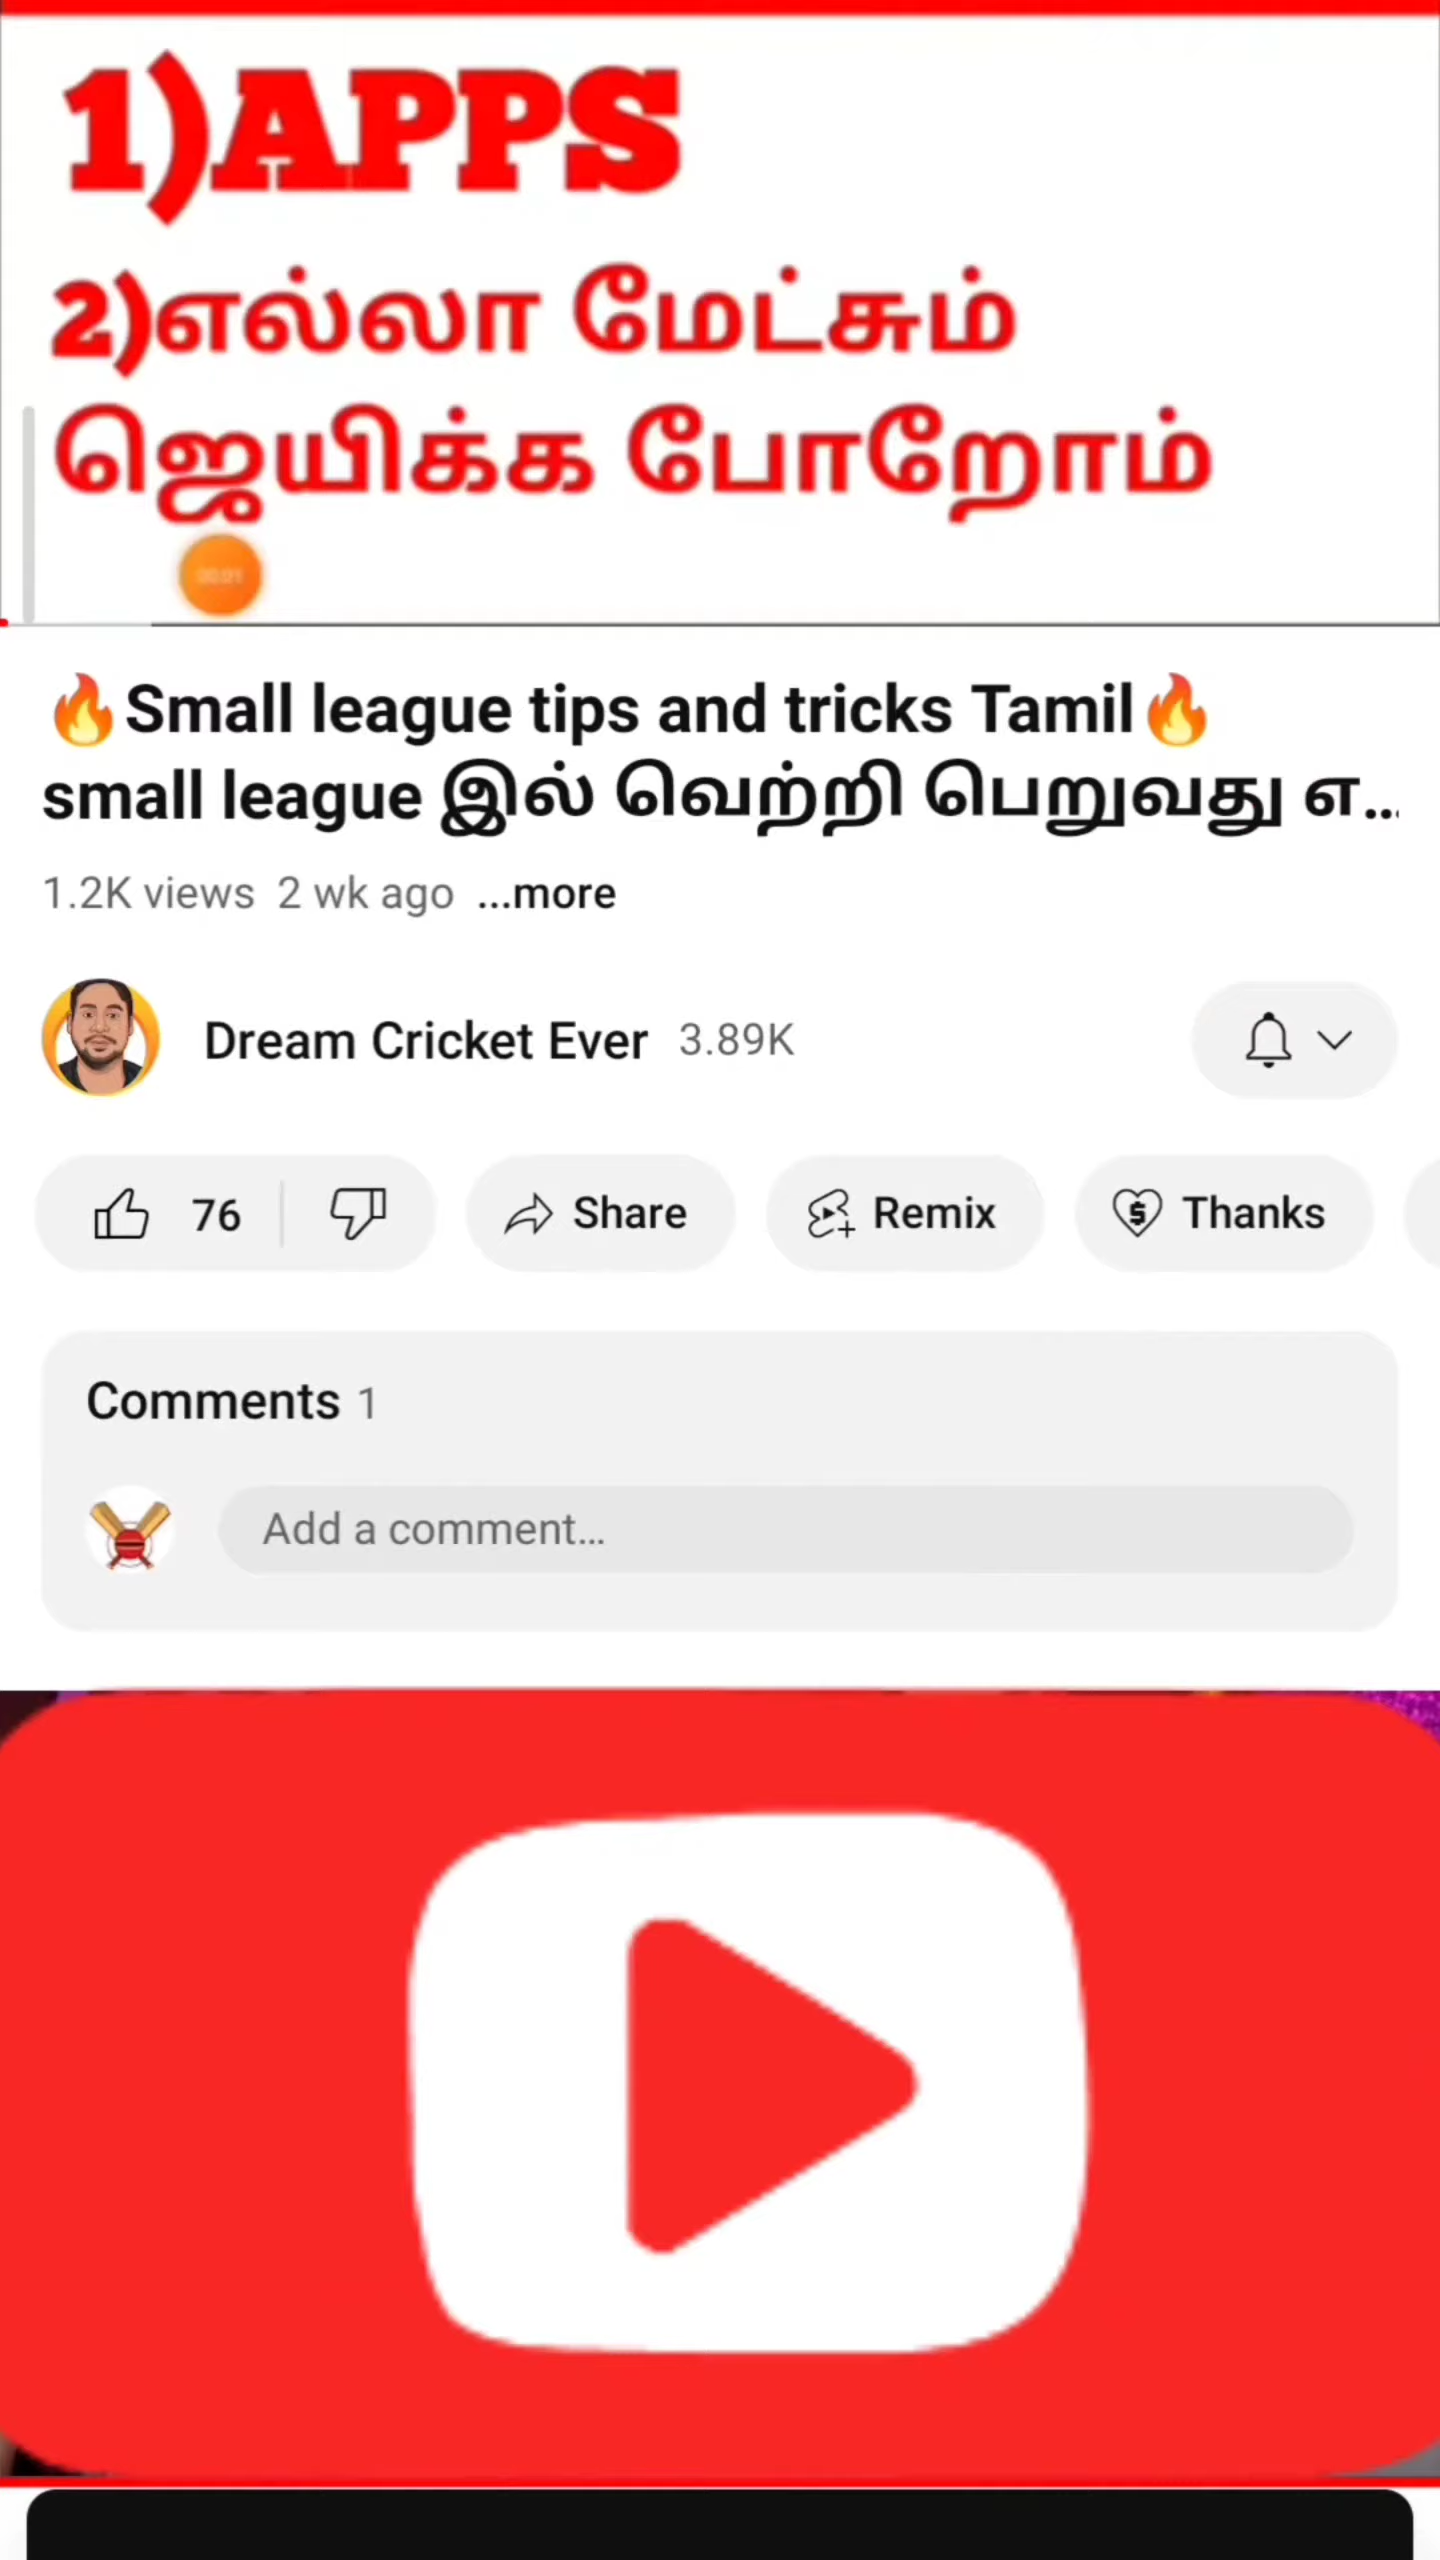 1)APPS
2)எல்லா மேட்சும்
ஜெயிக்க போறோம்
🔥Small league tips and tricks Tamil🔥
small league இல் வெற்றி பெறுவது எ...
1.2K views 2 wk ago ...more
Dream Cricket Ever 3.89K
76 Share Remix Thanks
Comments 1
Add a comment...